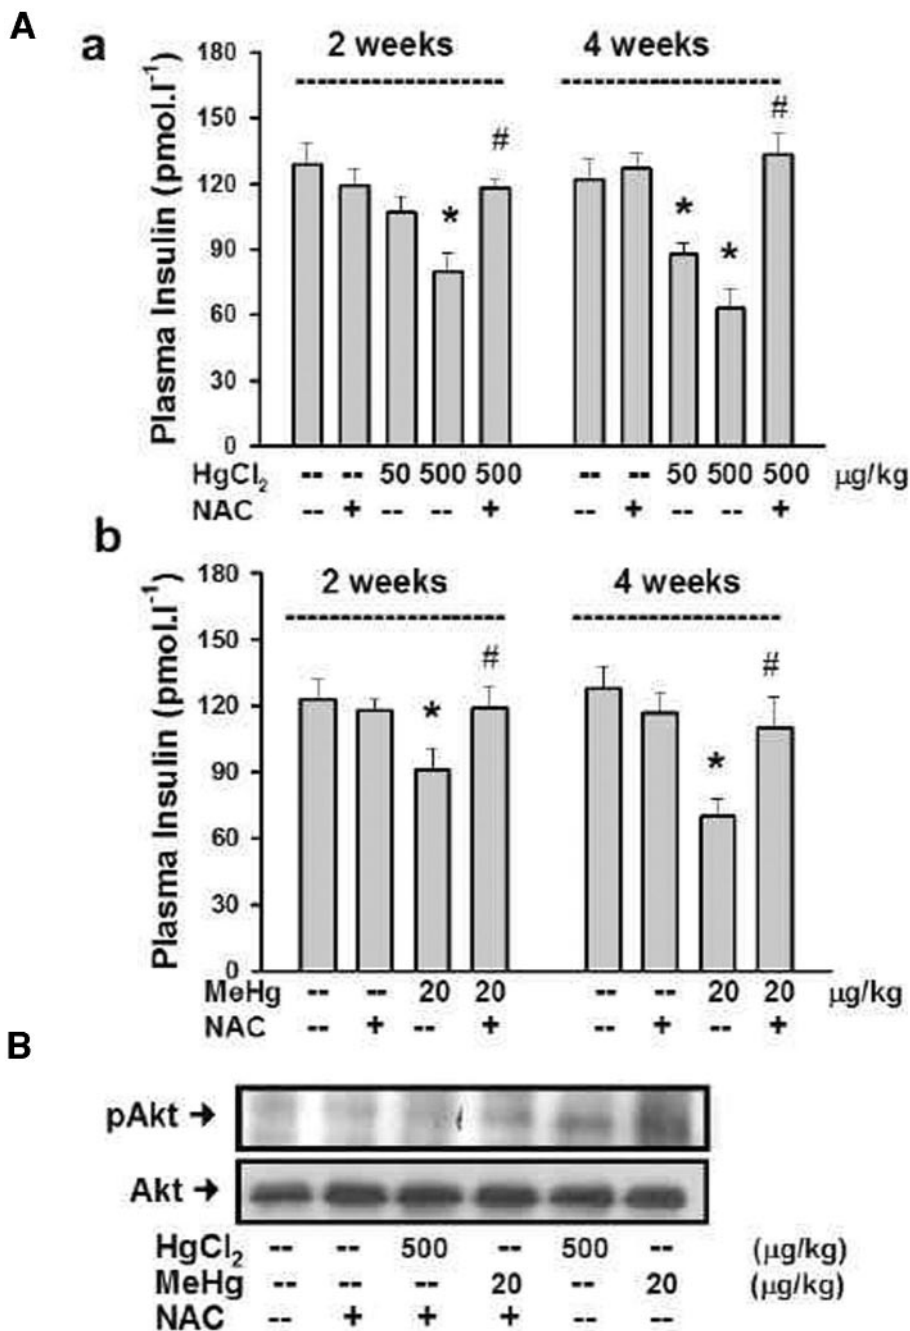 A
a
2 weeks 4 weeks
Plasma Insulin (pmol.l⁻¹)
180
150
120
90
60
30
0
# #
* * *
HgCl₂ -- -- 50 500 500 -- -- 50 500 500 µg/kg
NAC -- + -- -- + -- + -- -- +
b
2 weeks 4 weeks
Plasma Insulin (pmol.l⁻¹)
180
150
120
90
60
30
0
# #
* *
MeHg -- -- 20 20 -- -- 20 20 µg/kg
NAC -- + -- + -- + -- +
B
pAkt →
Akt →
HgCl₂ -- -- 500 -- 500 -- (µg/kg)
MeHg -- -- -- 20 -- 20 (µg/kg)
NAC -- + + + -- --